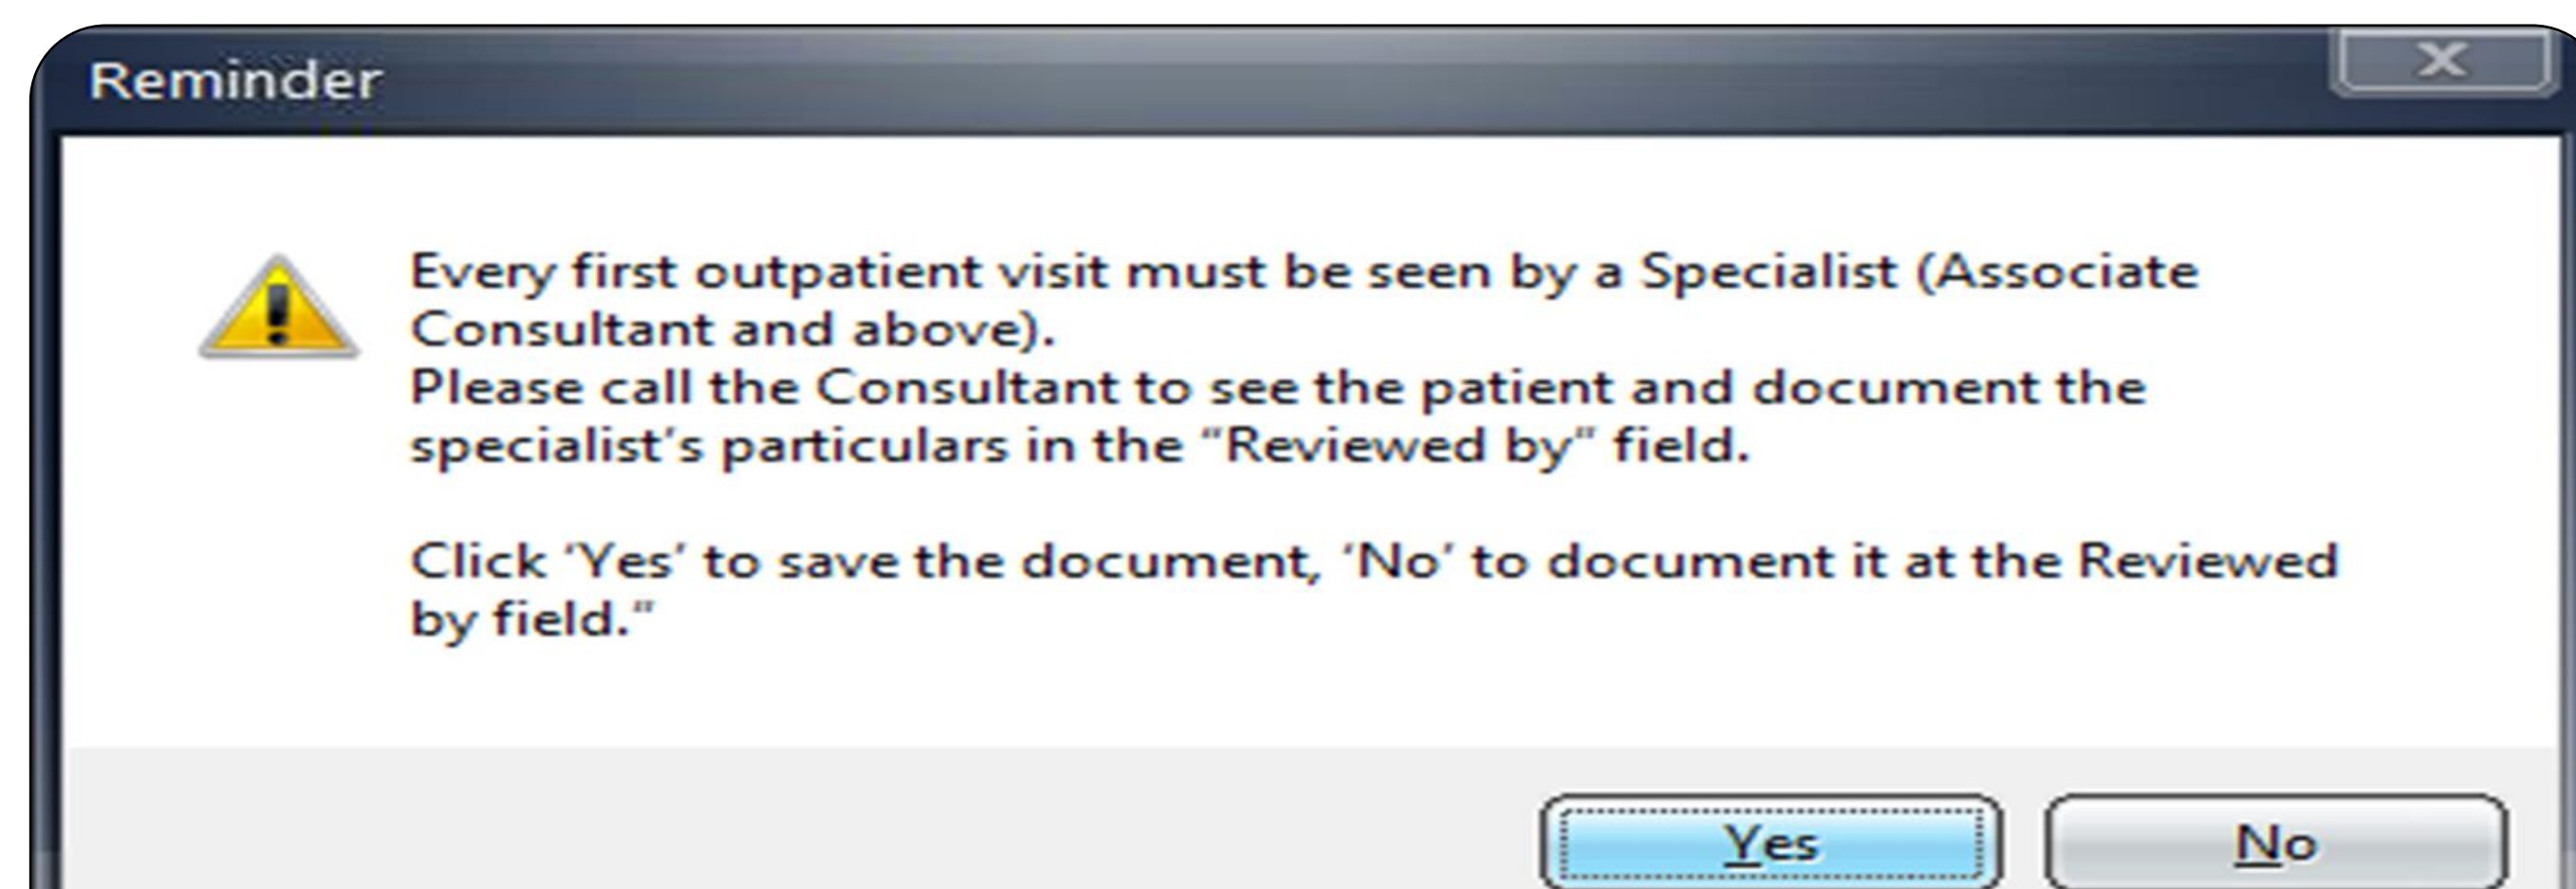 Reminder
X
Every first outpatient visit must be seen by a Specialist (Associate
Consultant and above).
Please call the Consultant to see the patient and document the
specialist's particulars in the "Reviewed by" field.
Click 'Yes' to save the document, 'No' to document it at the Reviewed
by field."
Yes
No